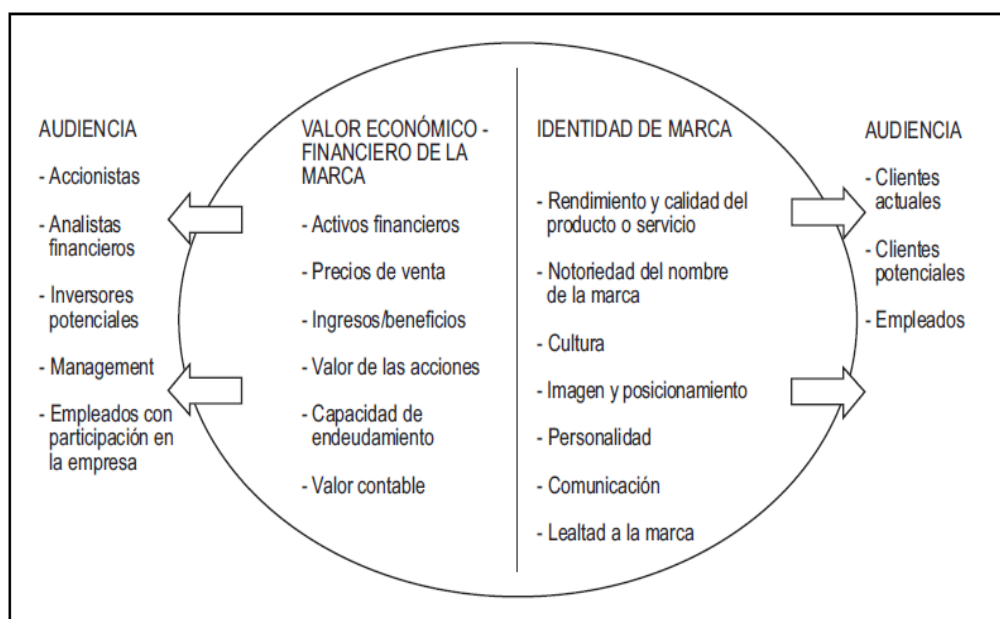 AUDIENCIA
- Accionistas
- Analistas
financieros
- Inversores
potenciales
- Management
- Empleados con
participación en
la empresa
VALOR ECONÓMICO -
FINANCIERO DE LA
MARCA
- Activos financieros
- Precios de venta
- Ingresos/beneficios
- Valor de las acciones
- Capacidad de
endeudamiento
- Valor contable
IDENTIDAD DE MARCA
- Rendimiento y calidad del
producto o servicio
- Notoriedad del nombre
de la marca
- Cultura
- Imagen y posicionamiento
- Personalidad
- Comunicación
- Lealtad a la marca
AUDIENCIA
- Clientes
actuales
- Clientes
potenciales
- Empleados